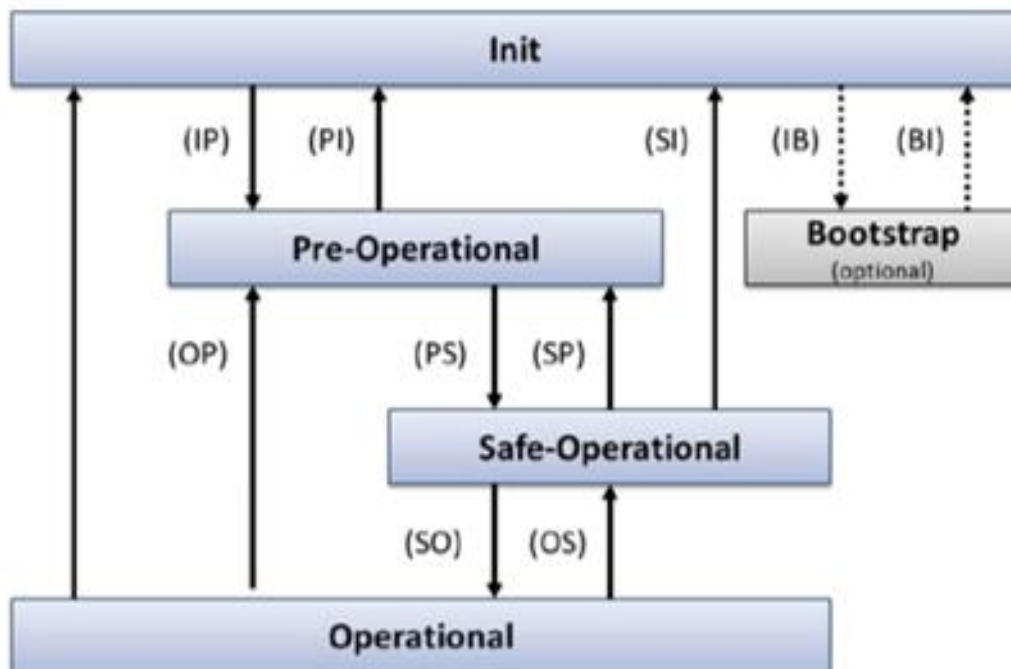 Init
(IP)
(PI)
(SI)
(IB)
(BI)
Pre-Operational
Bootstrap
(optional)
(OP)
(PS)
(SP)
Safe-Operational
(SO)
(OS)
Operational